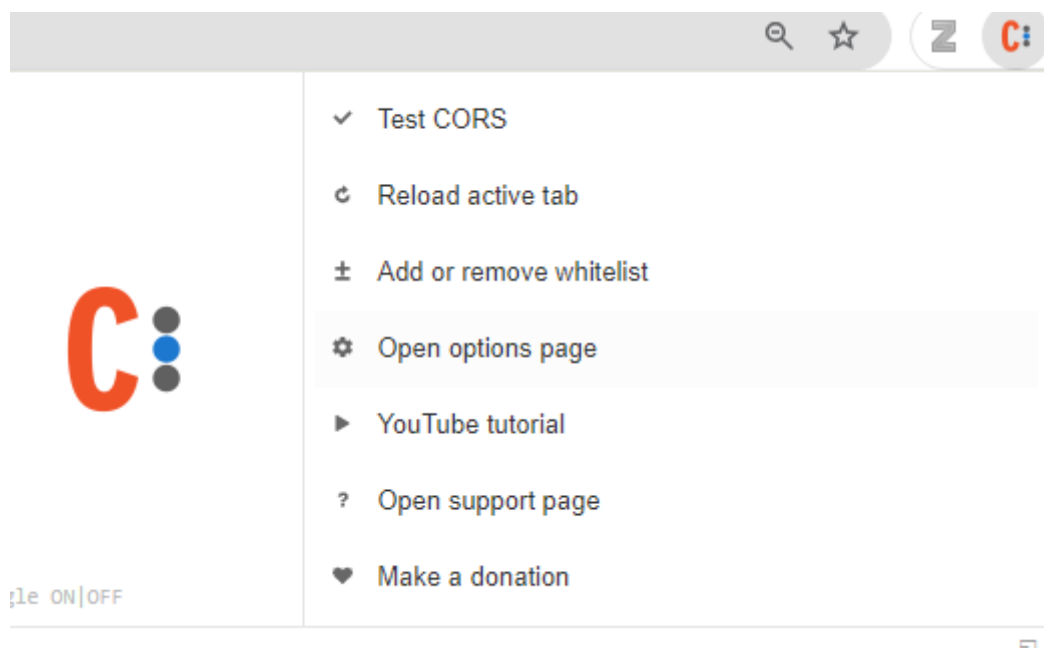 Test CORS
Reload active tab
Add or remove whitelist
Open options page
YouTube tutorial
Open support page
Make a donation
gle ON|OFF